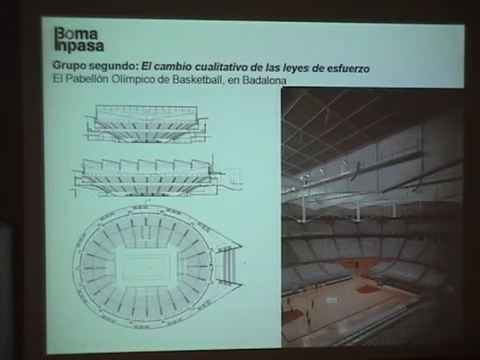 Boma
Inpasa
Grupo segundo: El cambio cualitativo de las leyes de esfuerzo
El Pabellón Olímpico de Basketball, en Badalona